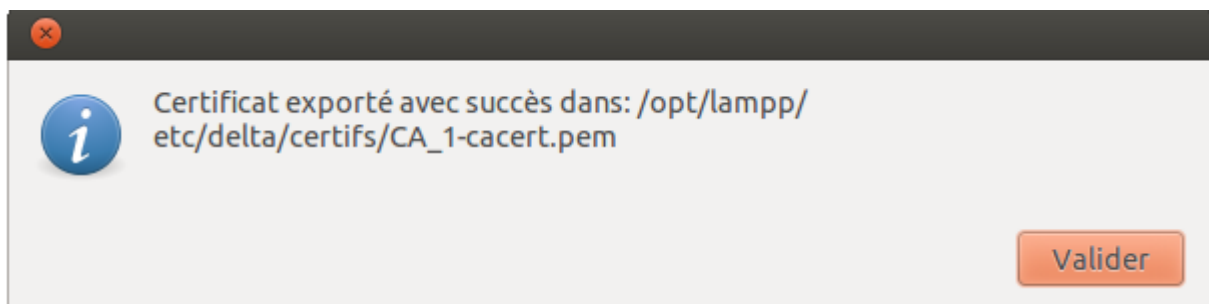 Certificat exporté avec succès dans: /opt/lampp/
etc/delta/certifs/CA_1-cacert.pem
Valider